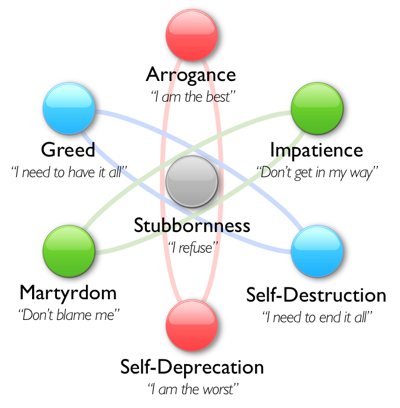 Arrogance
“I am the best”
Greed
“I need to have it all”
Impatience
“Don’t get in my way”
Stubbornness
“I refuse”
Martyrdom
“Don’t blame me”
Self-Destruction
“I need to end it all”
Self-Deprecation
“I am the worst”